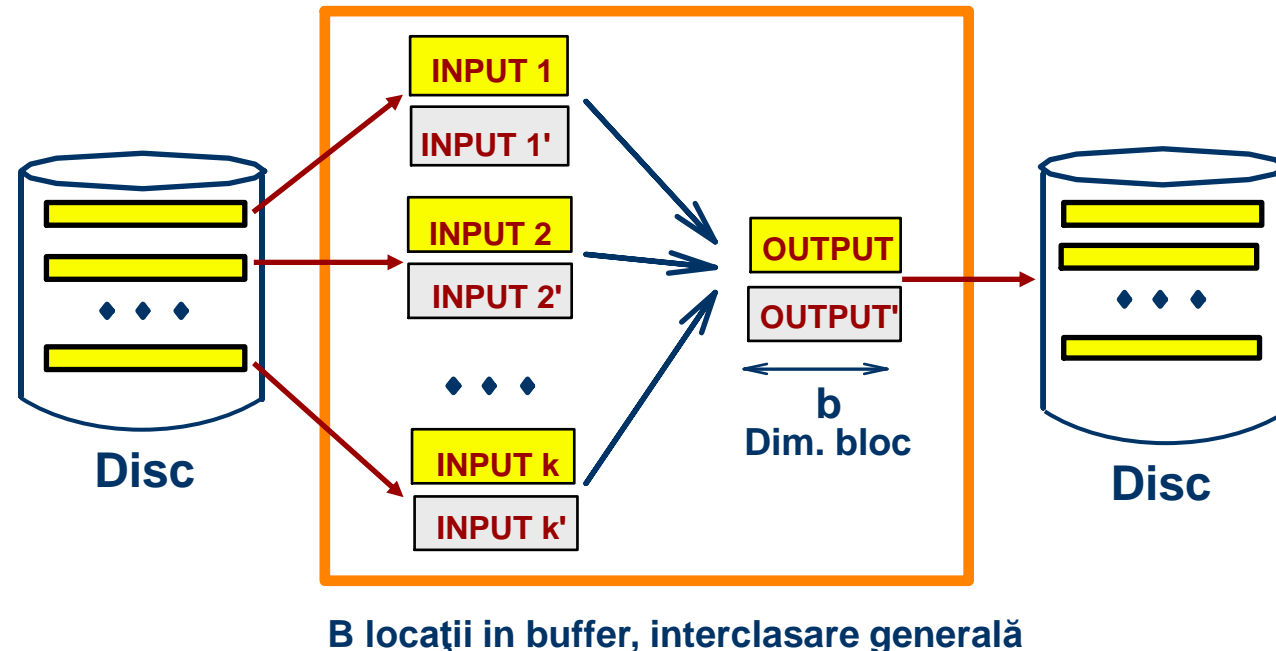 INPUT 1
INPUT 1'
INPUT 2
INPUT 2'
INPUT k
INPUT k'
OUTPUT
OUTPUT'
b
Dim. bloc
Disc
Disc
B locaţii in buffer, interclasare generală